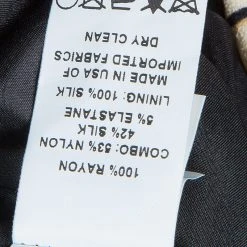 100% RAYON
COMBO: 53% NYLON
42% SILK
5% ELASTANE
LINING: 100% SILK
MADE IN USA OF
IMPORTED FABRICS
DRY CLEAN